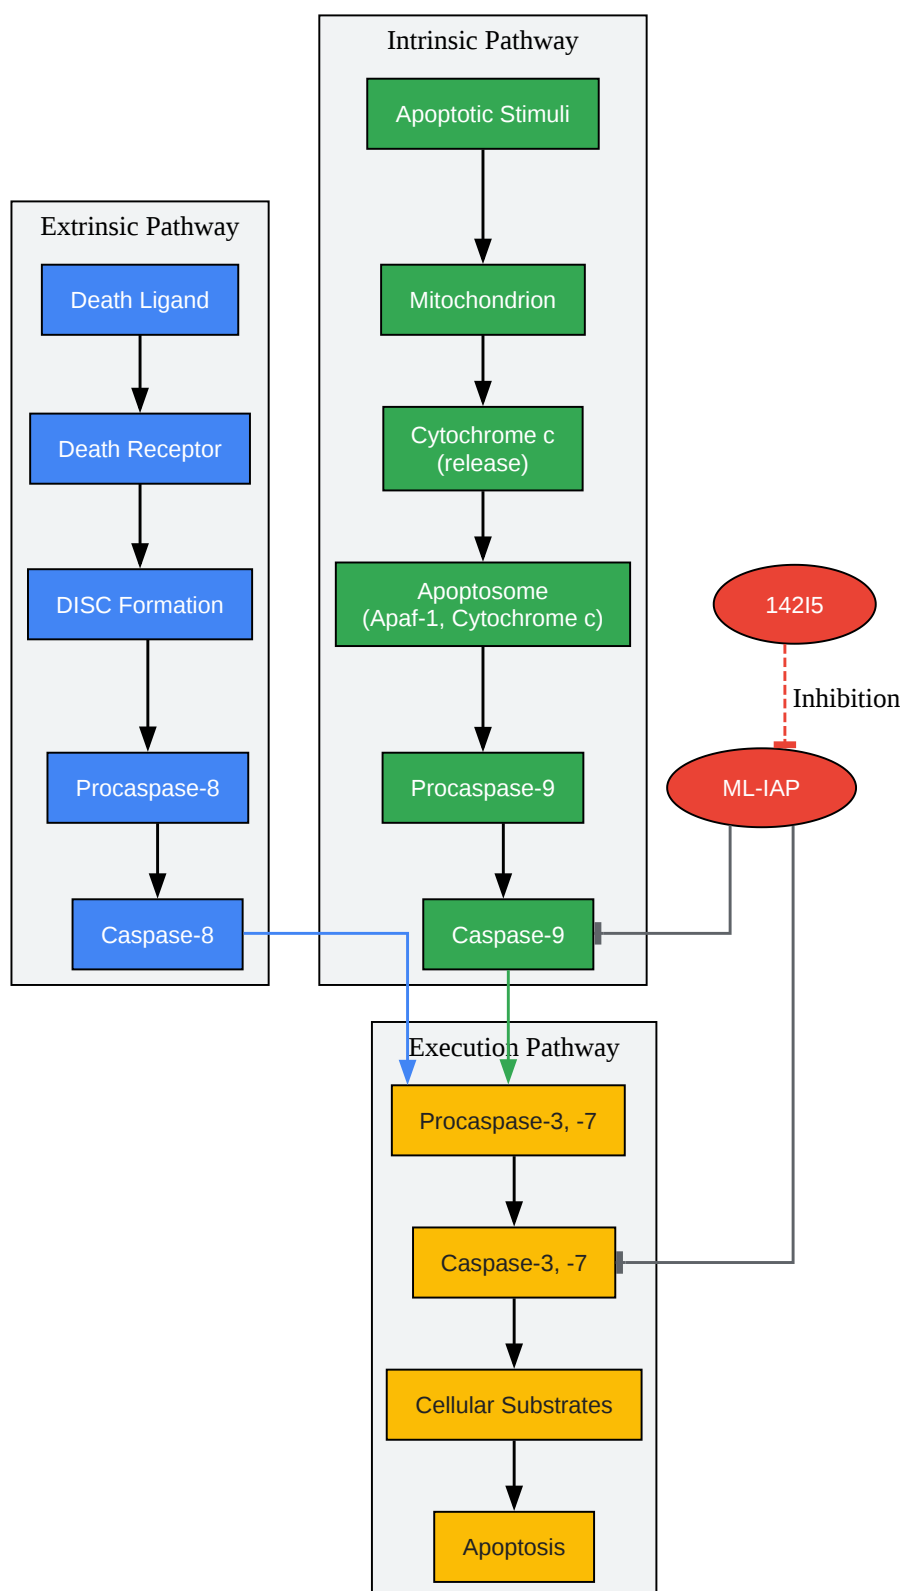 Intrinsic Pathway
Apoptotic Stimuli
Mitochondrion
Cytochrome c
(release)
Apoptosome
(Apaf-1, Cytochrome c)
Procaspase-9
Caspase-9
Extrinsic Pathway
Death Ligand
Death Receptor
DISC Formation
Procaspase-8
Caspase-8
142I5
Inhibition
ML-IAP
Execution Pathway
Procaspase-3, -7
Caspase-3, -7
Cellular Substrates
Apoptosis